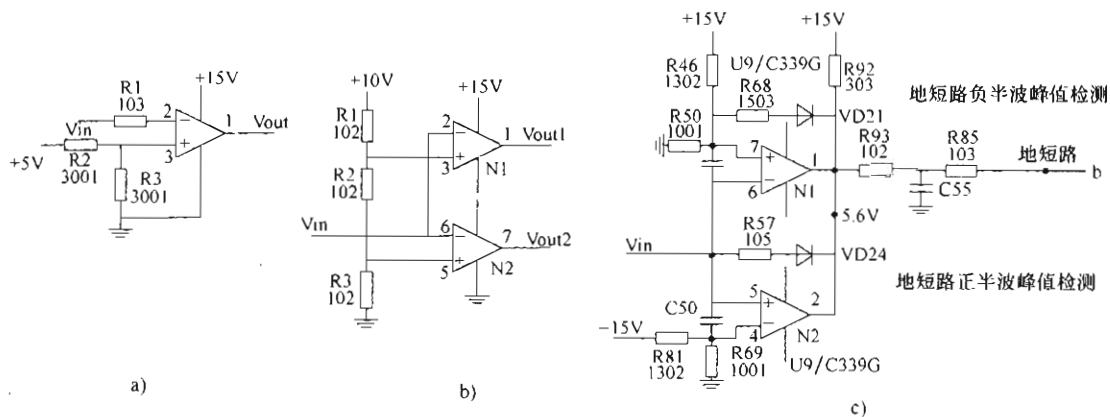 +15V
R1
103
2
1
Vout
Vin
3
+5V
R2
3001
R3
3001
a)
+10V
+15V
R1
102
2
1
Vout1
3
N1
R2
102
Vin
6
7
Vout2
5
N2
R3
102
b)
+15V
+15V
U9/C339G
R46
1302
R68
1503
R92
303
VD21
地短路负半波峰值检测
R50
1001
7
1
6
N1
R93
102
R85
103
地短路
b
C55
5.6V
R57
105
Vin
VD24
地短路正半波峰值检测
5
2
C50
4
N2
-15V
R81
1302
R69
1001
U9/C339G
c)